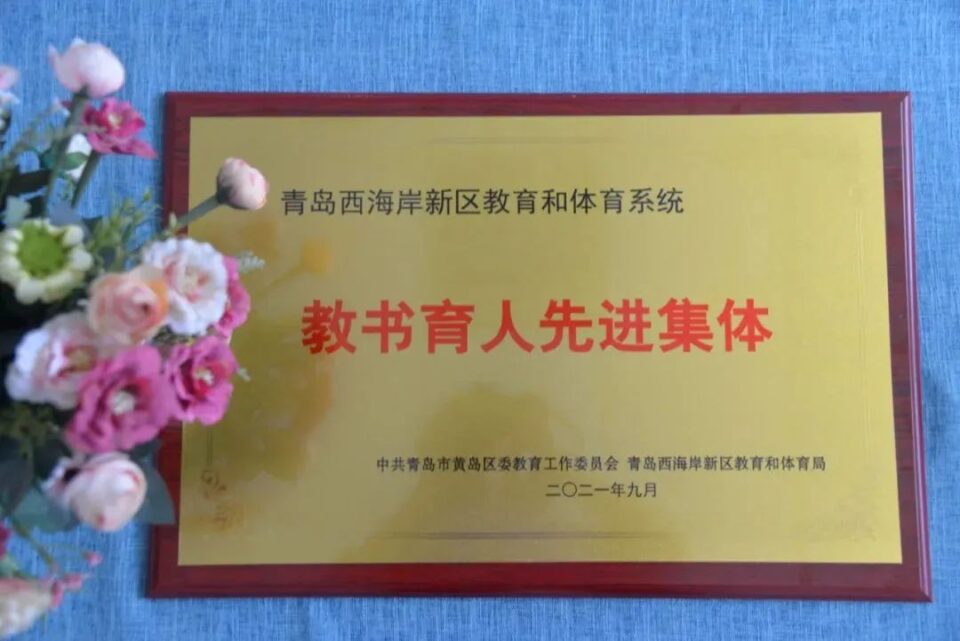 青岛西海岸新区教育和体育系统
教书育人先进集体
中共青岛市黄岛区委教育工作委员会 青岛西海岸新区教育和体育局
二〇二一年九月